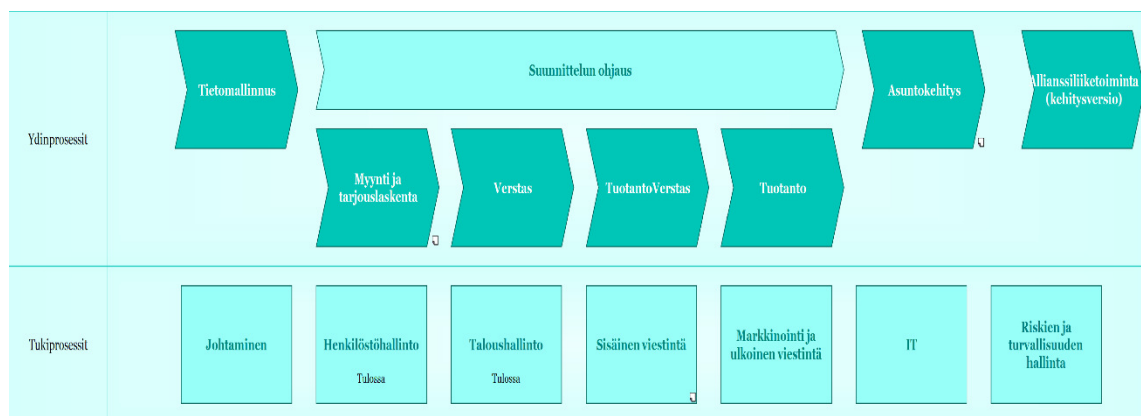 Ydinprosessit
Tietomallinnus
Suunnittelun ohjaus
Asuntokehitys
Allianssiliiketoiminta
(kehitysversio)
Myynti ja
tarjouslaskenta
Verstas
TuotantoVerstas
Tuotanto
Tukiprosessit
Johtaminen
Henkilöstöhallinto
Tulossa
Taloushallinto
Tulossa
Sisäinen viestintä
Markkinointi ja
ulkoinen viestintä
IT
Riskien ja
turvallisuuden
hallinta